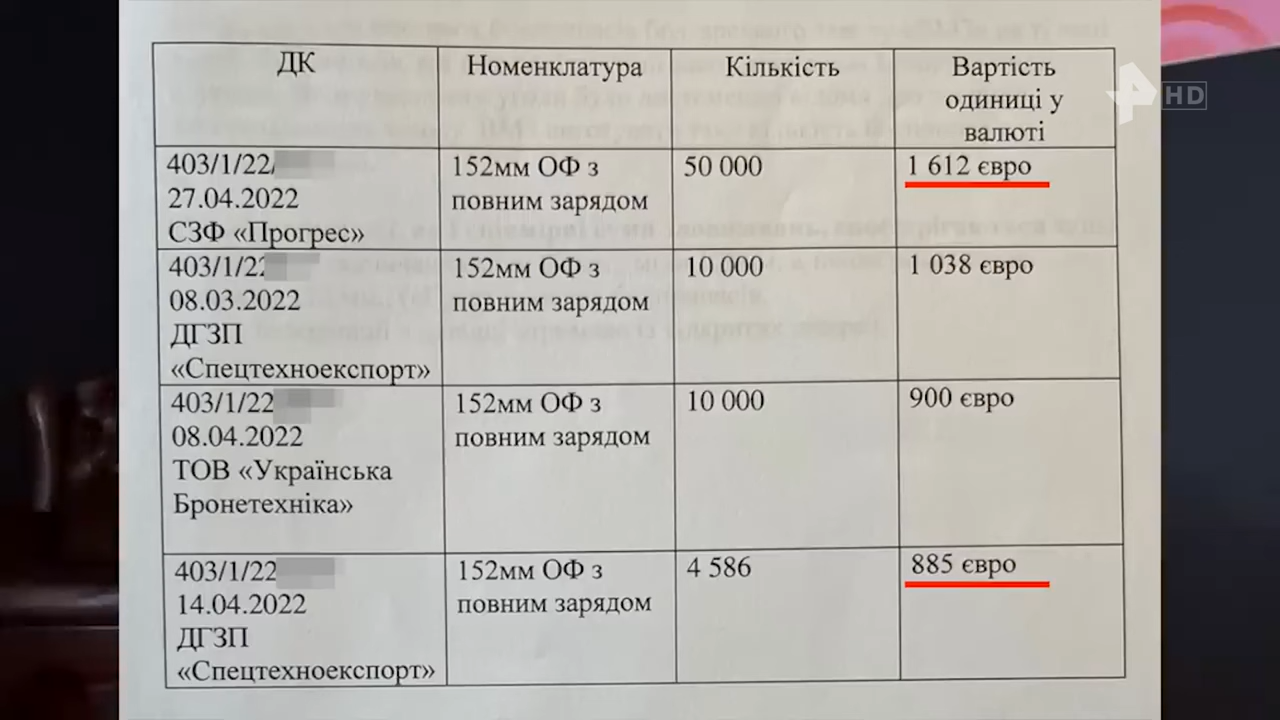 ДК
Номенклатура
Кількість
Вартість
одиниці у
валюті
403/1/22/
27.04.2022
СЗФ «Прогрес»
152мм ОФ з
повним зарядом
50 000
1 612 євро
403/1/22
08.03.2022
ДГЗП
«Спецтехноекспорт»
152мм ОФ з
повним зарядом
10 000
1 038 євро
403/1/22
08.04.2022
ТОВ «Українська
Бронетехніка»
152мм ОФ з
повним зарядом
10 000
900 євро
403/1/22
14.04.2022
ДГЗП
«Спецтехноекспорт»
152мм ОФ з
повним зарядом
4 586
885 євро
HD